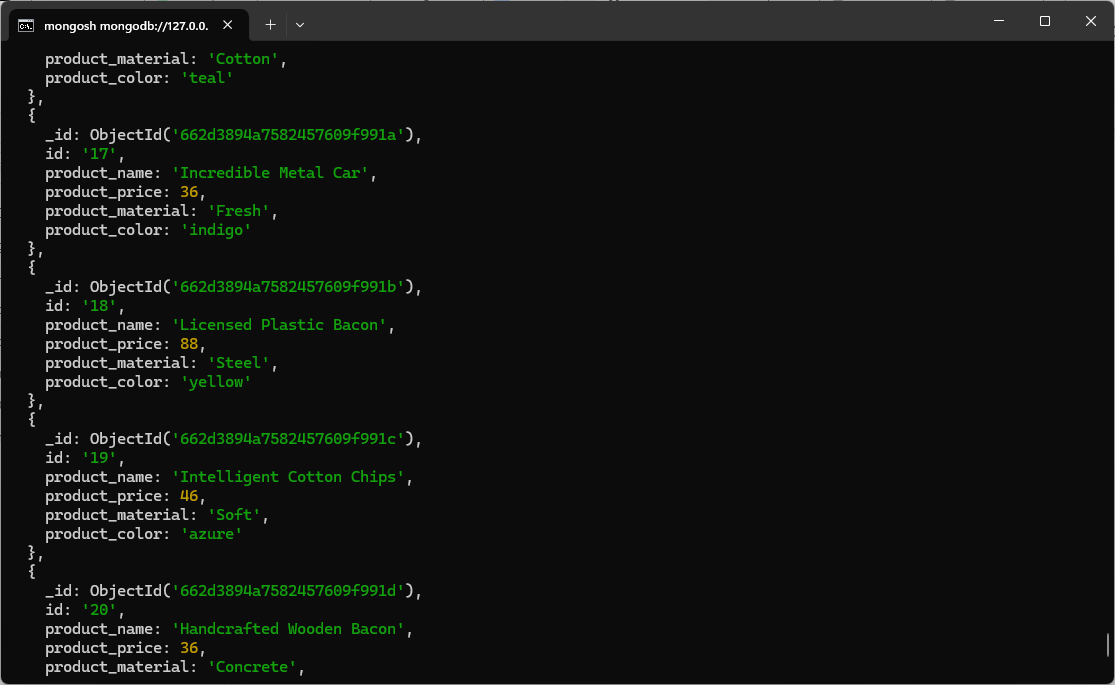 mongosh mongodb://127.0.0.
product_material: 'Cotton',
product_color: 'teal'
},
{
_id: ObjectId('662d3894a7582457609f991a'),
id: '17',
product_name: 'Incredible Metal Car',
product_price: 36,
product_material: 'Fresh',
product_color: 'indigo'
},
{
_id: ObjectId('662d3894a7582457609f991b'),
id: '18',
product_name: 'Licensed Plastic Bacon',
product_price: 88,
product_material: 'Steel',
product_color: 'yellow'
},
{
_id: ObjectId('662d3894a7582457609f991c'),
id: '19',
product_name: 'Intelligent Cotton Chips',
product_price: 46,
product_material: 'Soft',
product_color: 'azure'
},
{
_id: ObjectId('662d3894a7582457609f991d'),
id: '20',
product_name: 'Handcrafted Wooden Bacon',
product_price: 36,
product_material: 'Concrete',